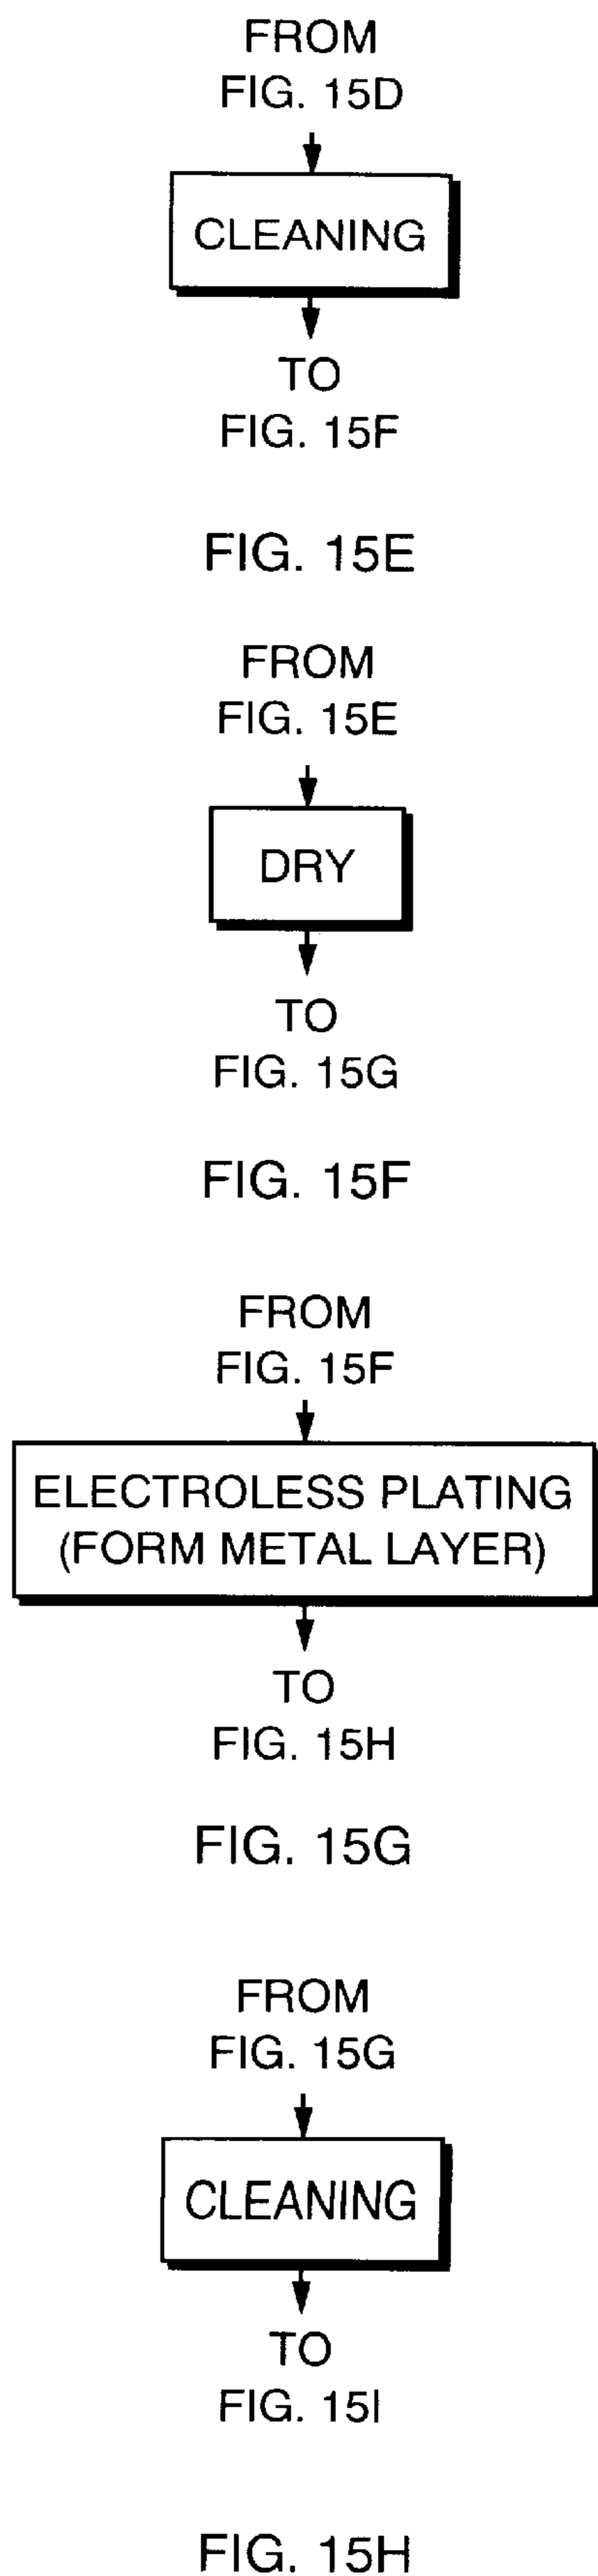 FROM
FIG. 15D
CLEANING
TO
FIG. 15F
FIG. 15E
FROM
FIG. 15E
DRY
TO
FIG. 15G
FIG. 15F
FROM
FIG. 15F
ELECTROLESS PLATING
(FORM METAL LAYER)
TO
FIG. 15H
FIG. 15G
FROM
FIG. 15G
CLEANING
TO
FIG. 15I
FIG. 15H